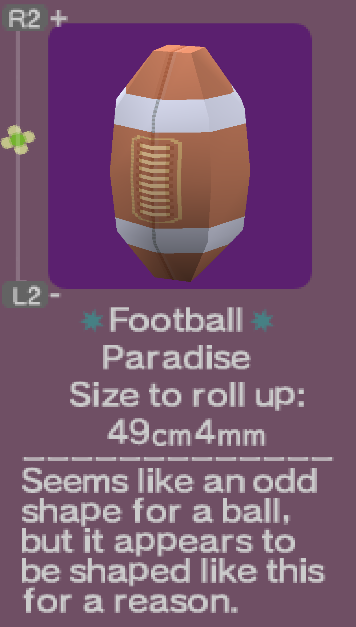 R2 +
L2 -
Football
Paradise
Size to roll up:
49cm4mm
Seems like an odd
shape for a ball,
but it appears to
be shaped like this
for a reason.